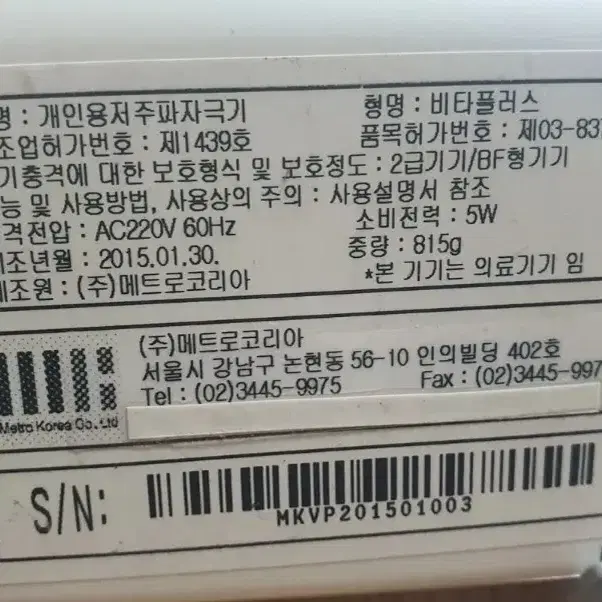 명 : 개인용저주파자극기 형명 : 비타플러스
조업허가번호 : 제1439호 품목허가번호 : 제03-83
기충격에 대한 보호형식 및 보호정도 : 2급기기/BF형기기
능 및 사용방법, 사용상의 주의 : 사용설명서 참조
격전압 : AC220V 60Hz 소비전력 : 5W
제조년월 : 2015.01.30. 중량 : 815g
제조원 : (주)메트로코리아 *본 기기는 의료기기 임
(주)메트로코리아
서울시 강남구 논현동 56-10 인의빌딩 402호
Tel : (02)3445-9975 Fax : (02)3445-997
Metro Korea Co., Ltd
S/N:
MKVP201501003